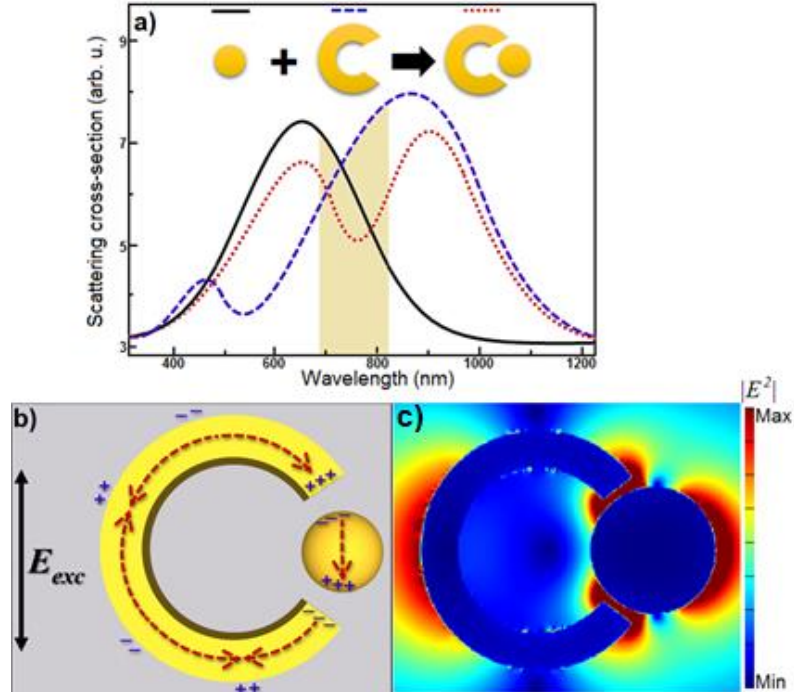 a)
Scattering cross-section (arb. u.)
9
7
5
3
400
600
800
1000
1200
Wavelength (nm)
b)
E exc
c)
|E²|
Max
Min